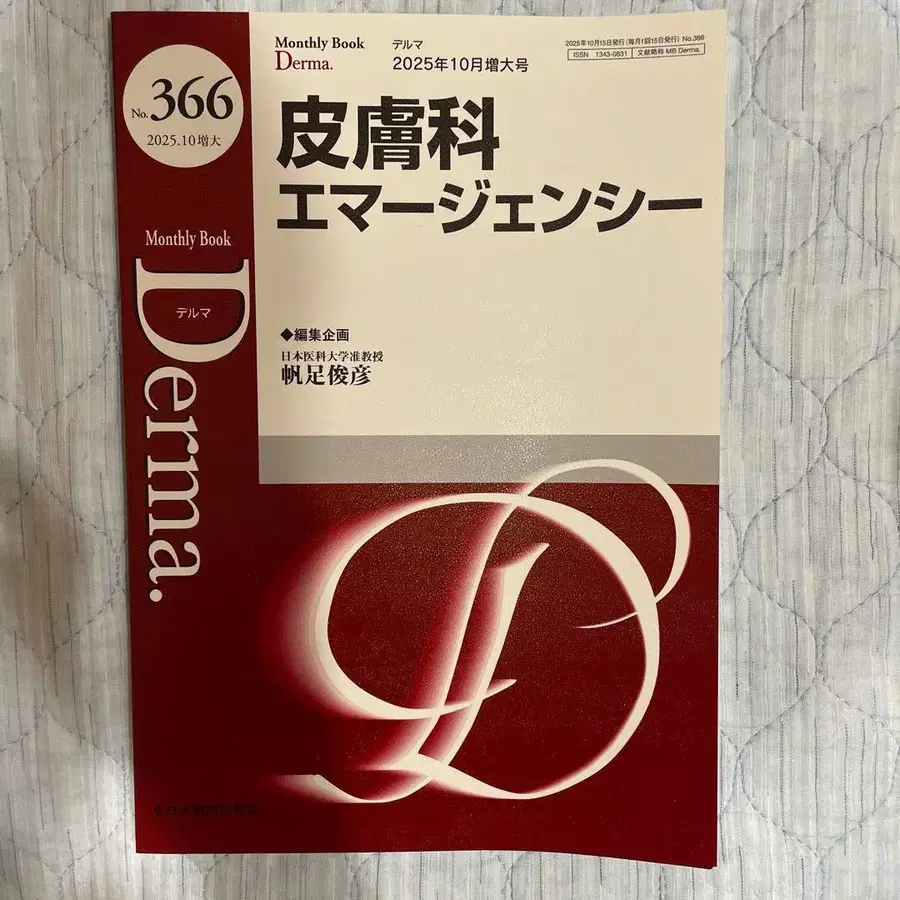 No.366
2025.10増大
Monthly Book
Derma.
デルマ
Monthly Book
Derma.
デルマ
2025年10月増大号
2025年10月15日発行(毎月1回15日発行) No.366
ISSN 1343-0831 文献略称 MB Derma.
皮膚科
エマージェンシー
◆編集企画
日本医科大学准教授
帆足俊彦